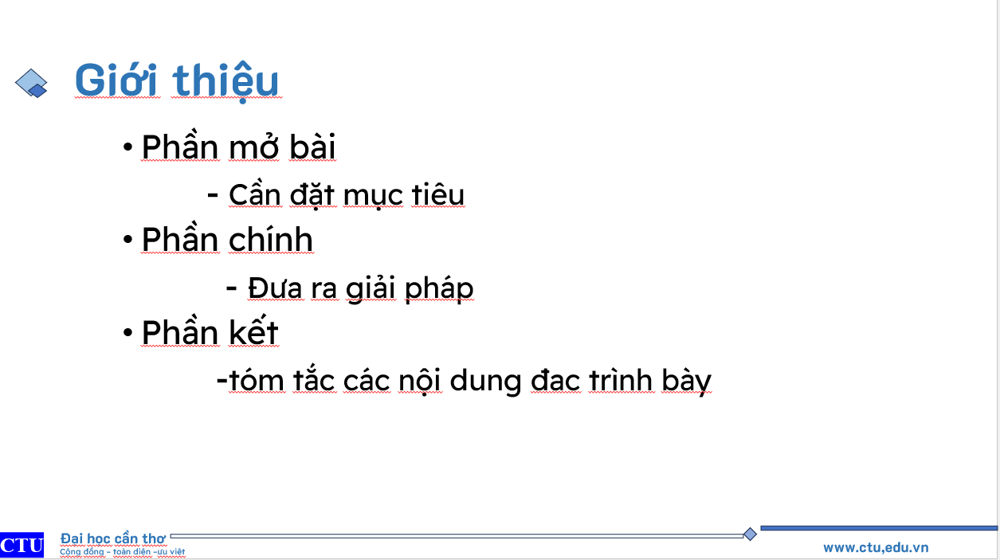 Giới thiệu
• Phần mở bài
- Cần đặt mục tiêu
• Phần chính
- Đưa ra giải pháp
• Phần kết
-tóm tắc các nội dung đac trình bày
CTU
Đại học cần thơ
Cộng đồng – toàn diện –ưu việt
www.ctu,edu.vn